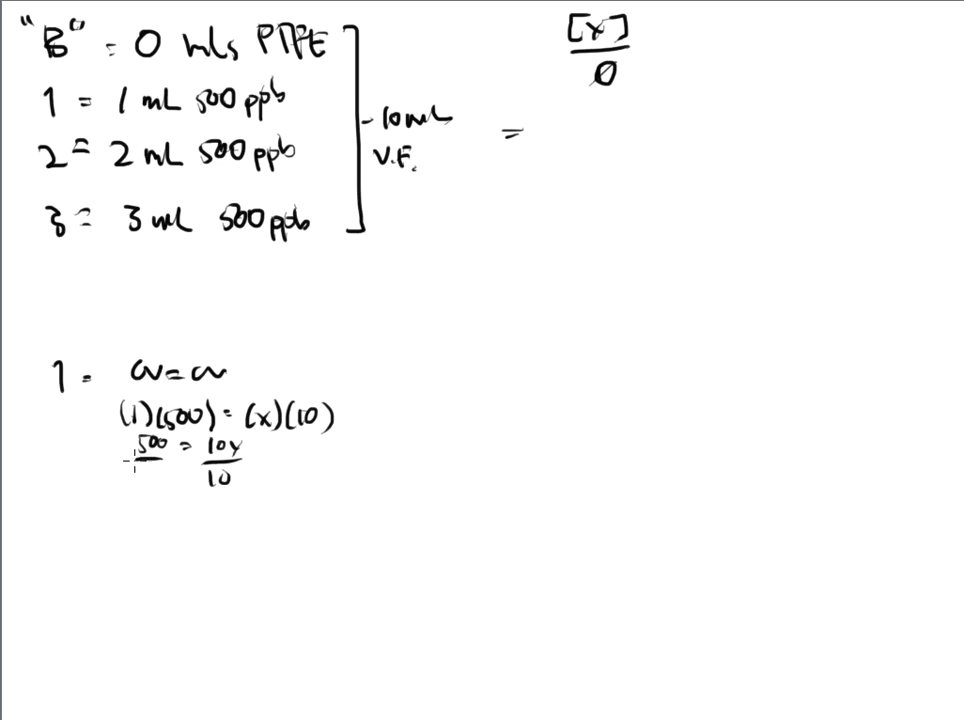 "B" = 0 mls PTPE
1 = 1 mL 500 ppb
2 = 2 mL 500 ppb
3 = 3 mL 500 ppb
- 10 mL
V.F.
=
[x]
0
1 = cv = cv
(1)(500) = (x)(10)
500 = 10x
10